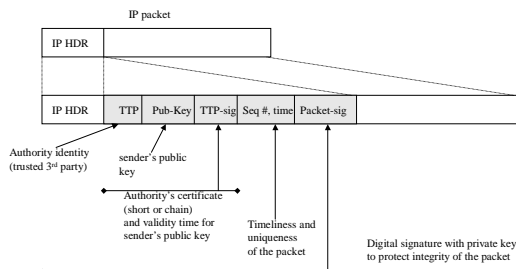 IP packet
IP HDR
IP HDR TTP Pub-Key TTP-sig Seq #, time Packet-sig
Authority identity
(trusted 3rd party)
sender's public
key
Authority's certificate
(short or chain)
and validity time for
sender's public key
Timeliness and
uniqueness
of the packet
Digital signature with private key
to protect integrity of the packet